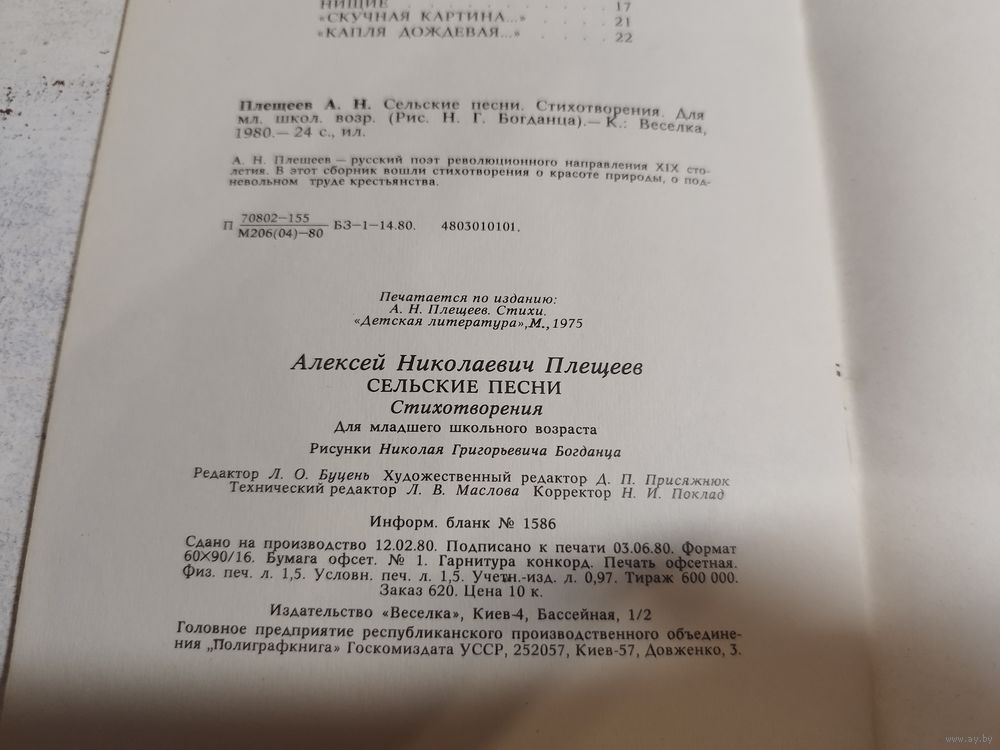 НИЩИЕ . . . . . 17
«СКУЧНАЯ КАРТИНА...» . . . . 21
«КАПЛЯ ДОЖДЕВАЯ...» . . . . 22
Плещеев А. Н. Сельские песни. Стихотворения. Для
мл. школ. возр. (Рис. Н. Г. Богданца).— К.: Веселка,
1980.— 24 с., ил.
А. Н. Плещеев — русский поэт революционного направления XIX сто-
летия. В этот сборник вошли стихотворения о красоте природы, о под-
невольном труде крестьянства.
П 70802—155
М206(04)—80 БЗ—1—14.80. 4803010101.
Печатается по изданию:
А. Н. Плещеев. Стихи.
«Детская литература», М., 1975
Алексей Николаевич Плещеев
СЕЛЬСКИЕ ПЕСНИ
Стихотворения
Для младшего школьного возраста
Рисунки Николая Григорьевича Богданца
Редактор Л. О. Буцень Художественный редактор Д. П. Присяжнюк
Технический редактор Л. В. Маслова Корректор Н. И. Поклад
Информ. бланк № 1586
Сдано на производство 12.02.80. Подписано к печати 03.06.80. Формат
60×90/16. Бумага офсет. № 1. Гарнитура конкорд. Печать офсетная.
Физ. печ. л. 1,5. Условн. печ. л. 1,5. Учетн.-изд. л. 0,97. Тираж 600 000.
Заказ 620. Цена 10 к.
Издательство «Веселка», Киев-4, Бассейная, 1/2
Головное предприятие республиканского производственного объедине-
ния „Полиграфкнига» Госкомиздата УССР, 252057, Киев-57, Довженко, 3.
www.ay.by